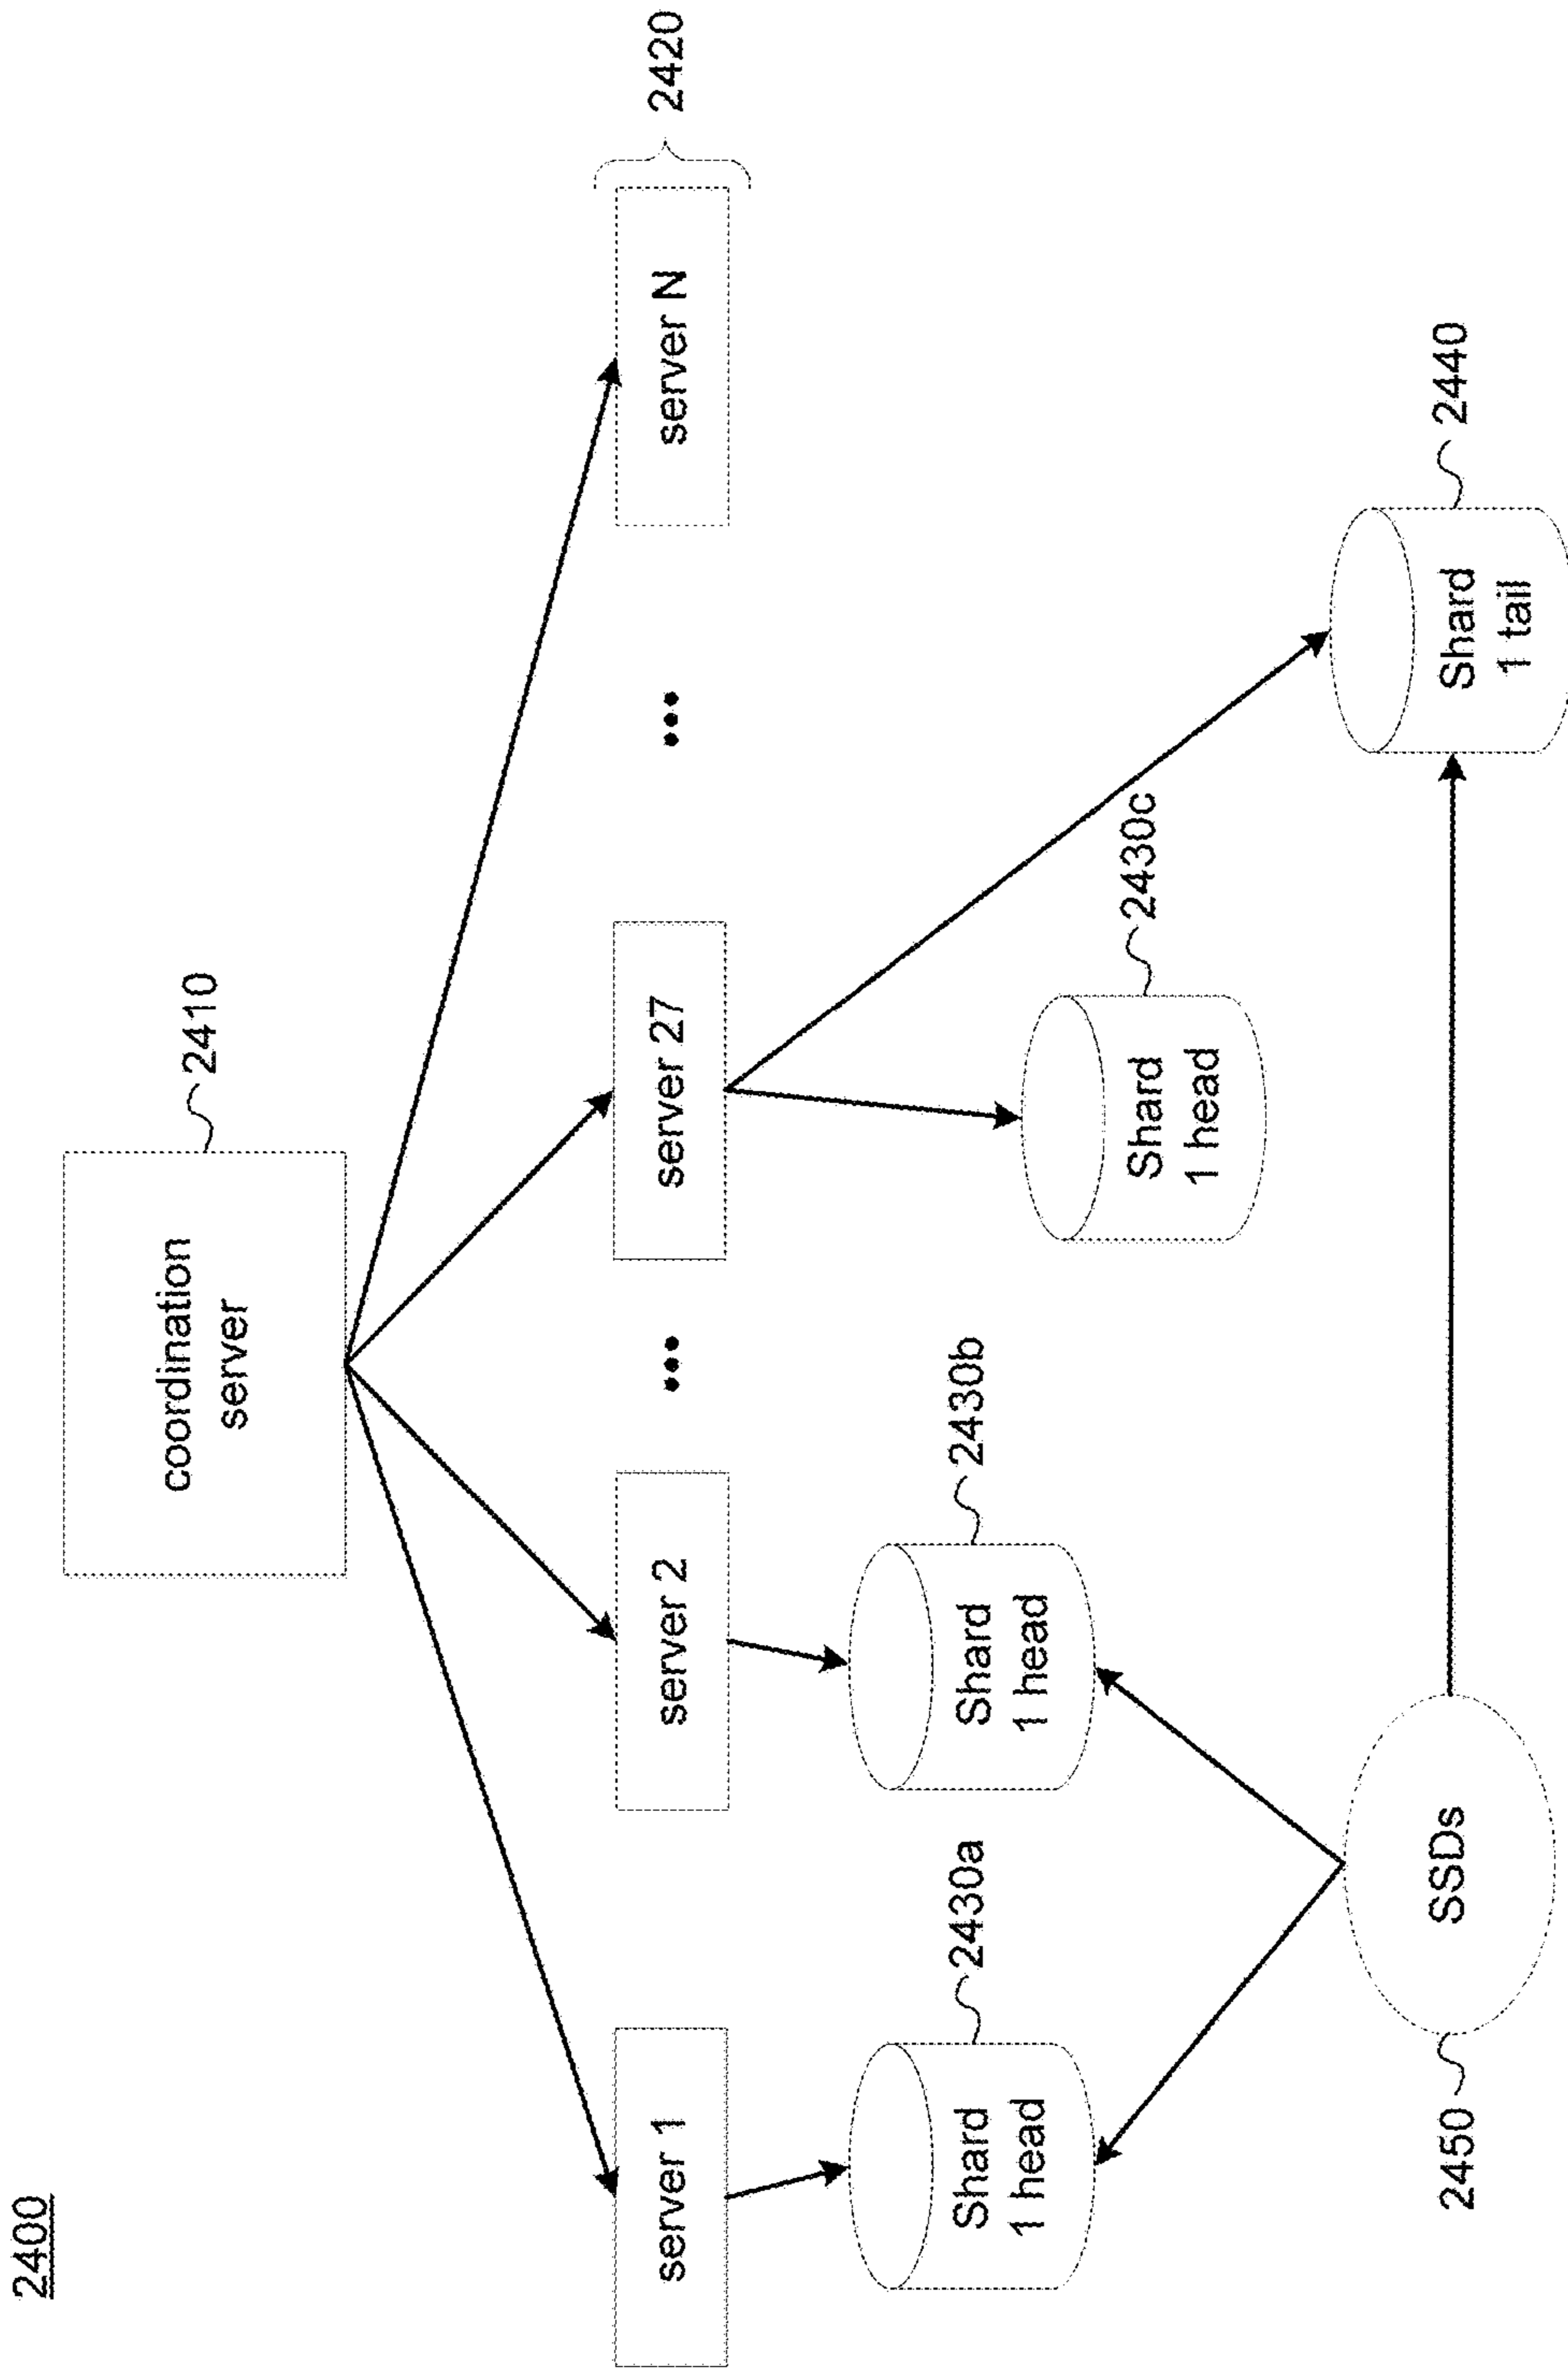 2400
coordination
server
2410
server 1
server 2
...
server 27
...
server N
2420
Shard
1 head
2430a
Shard
1 head
2430b
Shard
1 head
2430c
Shard
1 tail
2440
SSDs
2450